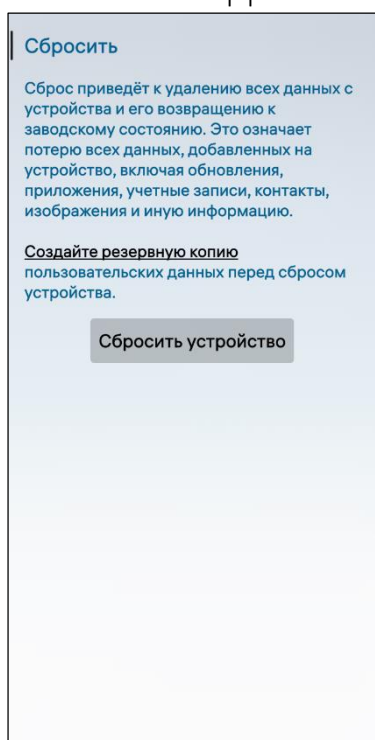 Сбросить
Сброс приведёт к удалению всех данных с
устройства и его возвращению к
заводскому состоянию. Это означает
потерю всех данных, добавленных на
устройство, включая обновления,
приложения, учетные записи, контакты,
изображения и иную информацию.
Создайте резервную копию
пользовательских данных перед сбросом
устройства.
Сбросить устройство